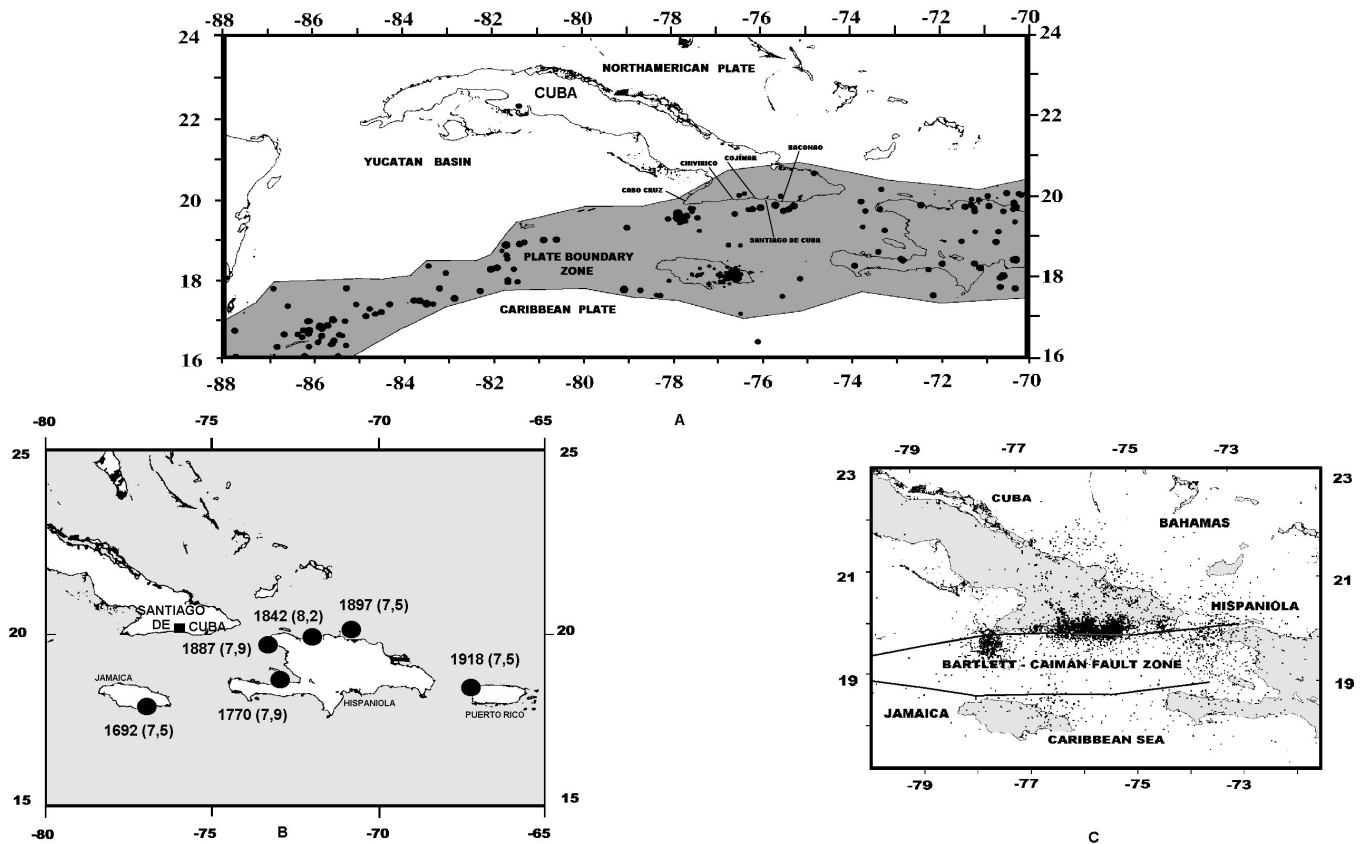 -88 -86 -84 -82 -80 -78 -76 -74 -72 -70
24 24
NORTHAMERICAN PLATE
CUBA
22 22
YUCATAN BASIN
BACONAO
COJÍMAR
CHIVIRICO
CABO CRUZ
20 20
SANTIAGO DE CUBA
PLATE BOUNDARY
ZONE
18 18
CARIBBEAN PLATE
16 16
-88 -86 -84 -82 -80 -78 -76 -74 -72 -70
A
-80 -75 -70 -65
25 25
SANTIAGO
DE CUBA
20 20
1842 (8,2)
1897 (7,5)
1887 (7,9)
1918 (7,5)
JAMAICA
HISPANIOLA
PUERTO RICO
1770 (7,9)
1692 (7,5)
15 15
-80 -75 B -70 -65
-79 -77 -75 -73
23 23
CUBA
BAHAMAS
21 21
HISPANIOLA
BARTLETT - CAIMÁN FAULT ZONE
19 19
JAMAICA
CARIBBEAN SEA
-79 -77 -75 -73
C